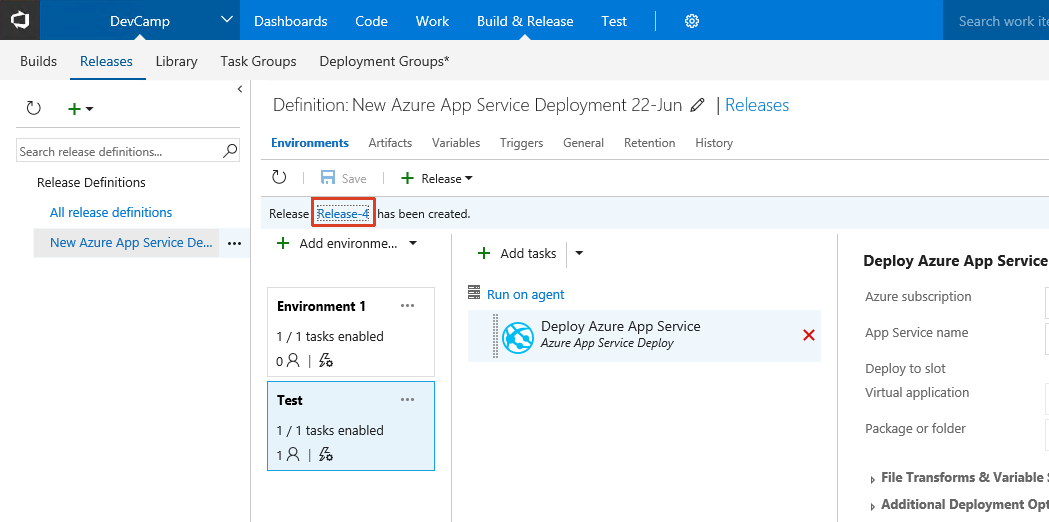 DevCamp Dashboards Code Work Build & Release Test Search work ite
Builds Releases Library Task Groups Deployment Groups*
Definition: New Azure App Service Deployment 22-Jun | Releases
Search release definitions...
Environments Artifacts Variables Triggers General Retention History
Release Definitions
All release definitions
New Azure App Service De... ...
Save Release
Release Release-4 has been created.
Add environme...
Environment 1 ...
1 / 1 tasks enabled
0 |
Test ...
1 / 1 tasks enabled
1 |
Add tasks
Run on agent
Deploy Azure App Service
Azure App Service Deploy
Deploy Azure App Service
Azure subscription
App Service name
Deploy to slot
Virtual application
Package or folder
File Transforms & Variable S
Additional Deployment Opt